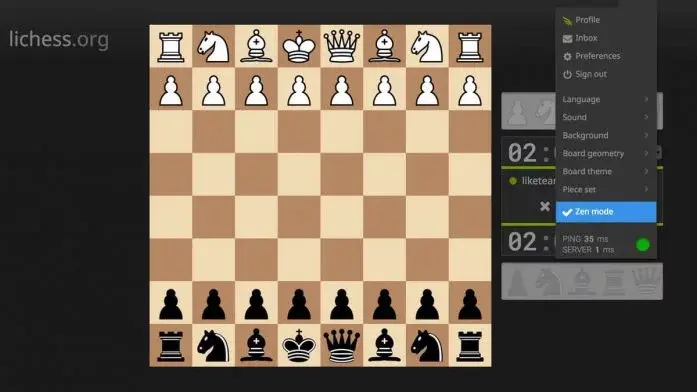 lichess.org
Profile
Inbox
Preferences
Sign out
Language
Sound
Background
Board geometry
Board theme
Piece set
Zen mode
PING 35 ms
SERVER 1 ms
02:
02: